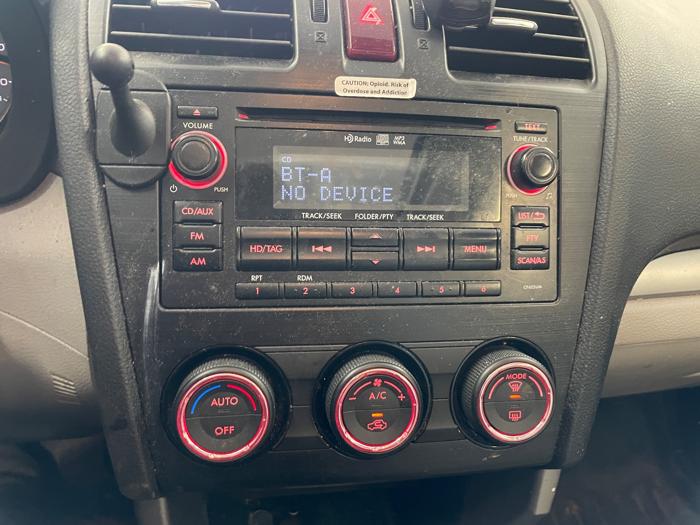 CAUTION: Opioid. Risk of
Overdose and Addiction
VOLUME
HD Radio
MP3
WMA
TEXT
TUNE/TRACK
CD
BT-A
NO DEVICE
PUSH
PUSH
TRACK/SEEK
FOLDER/PTY
TRACK/SEEK
CD/AUX
FM
AM
HD/TAG
MENU
LIST/
PTY
SCAN/AS
RPT
RDM
1
2
3
4
5
6
AUTO
OFF
- A/C +
MODE